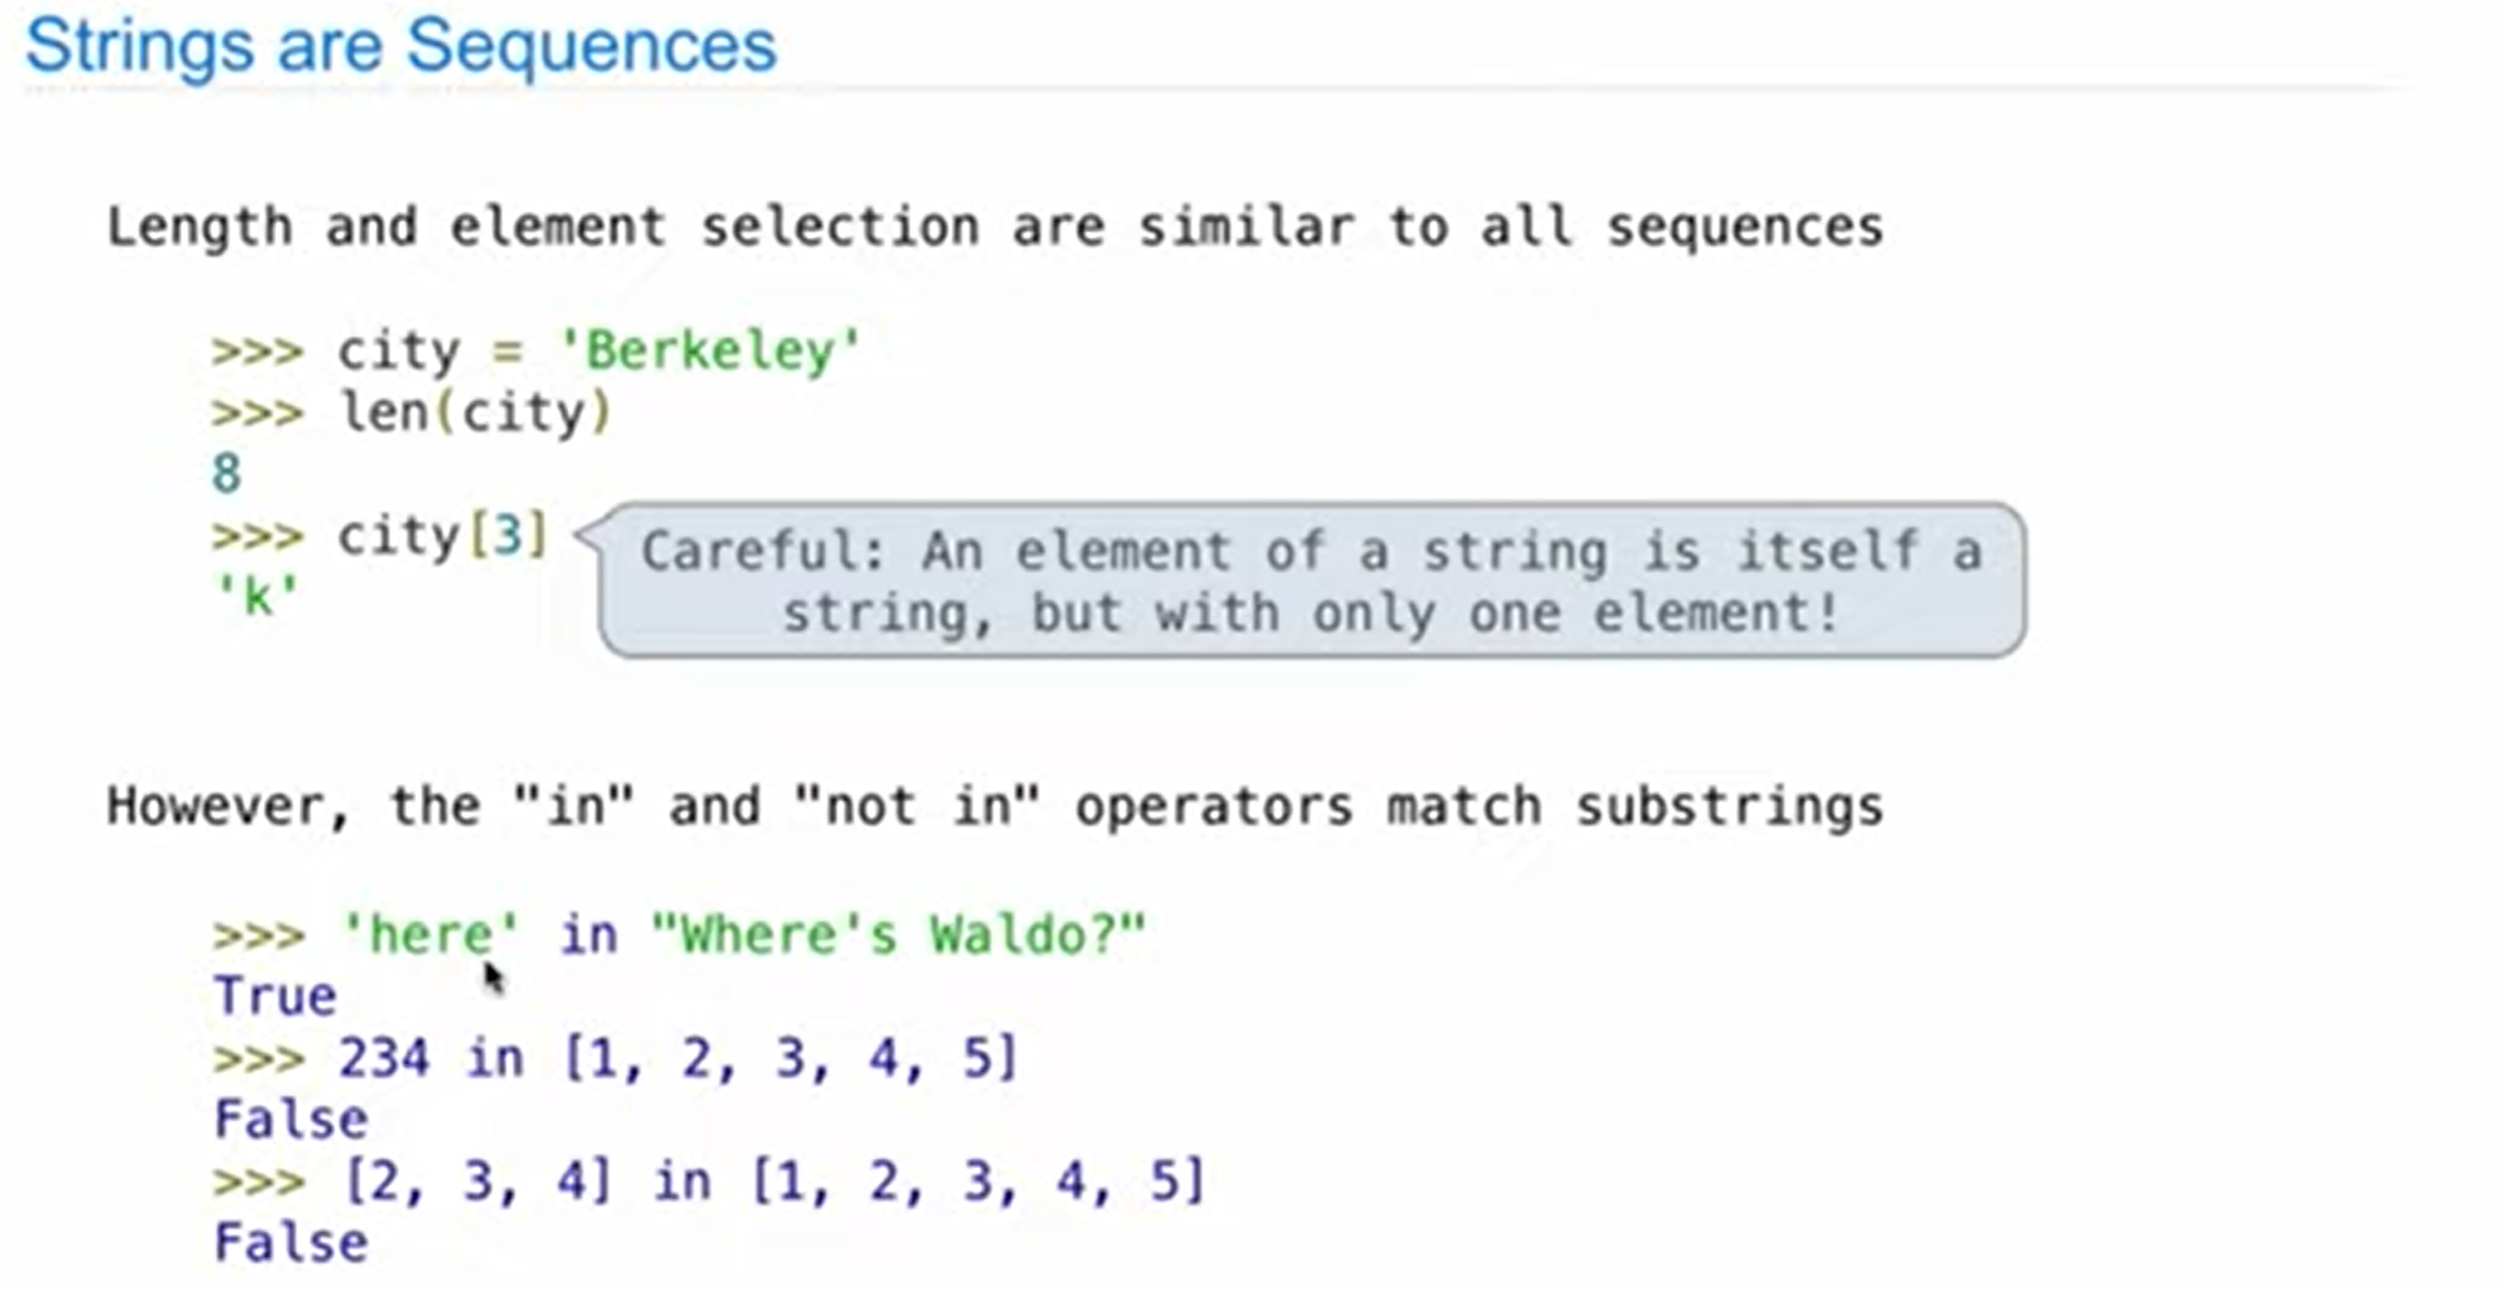 Strings are Sequences
Length and element selection are similar to all sequences
>>> city = 'Berkeley'
>>> len(city)
8
>>> city[3]
'k'
Careful: An element of a string is itself a
string, but with only one element!
However, the "in" and "not in" operators match substrings
>>> 'here' in "Where's Waldo?"
True
>>> 234 in [1, 2, 3, 4, 5]
False
>>> [2, 3, 4] in [1, 2, 3, 4, 5]
False